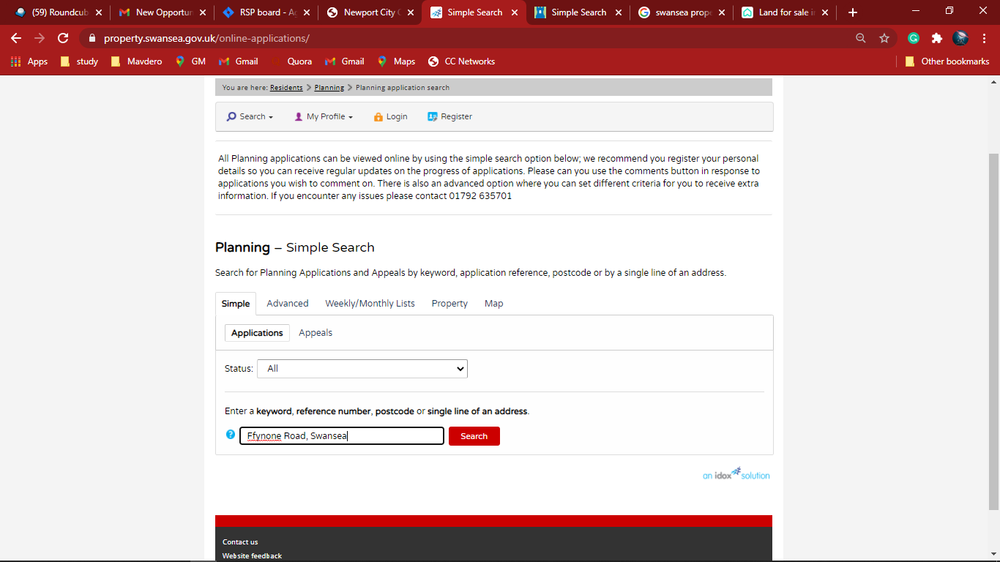 (59) Roundcub
New Opportun
RSP board - Ag
Newport City C
Simple Search
Simple Search
swansea prope
Land for sale in
property.swansea.gov.uk/online-applications/
Apps study Mavdero GM Gmail Quora Gmail Maps CC Networks Other bookmarks
You are here: Residents Planning Planning application search
Search My Profile Login Register
All Planning applications can be viewed online by using the simple search option below; we recommend you register your personal
details so you can receive regular updates on the progress of applications. Please can you use the comments button in response to
applications you wish to comment on. There is also an advanced option where you can set different criteria for you to receive extra
information. If you encounter any issues please contact 01792 635701
Planning – Simple Search
Search for Planning Applications and Appeals by keyword, application reference, postcode or by a single line of an address.
Simple Advanced Weekly/Monthly Lists Property Map
Applications Appeals
Status: All
Enter a keyword, reference number, postcode or single line of an address.
? Ffynone Road, Swansea Search
an idox solution
Contact us
Website feedback